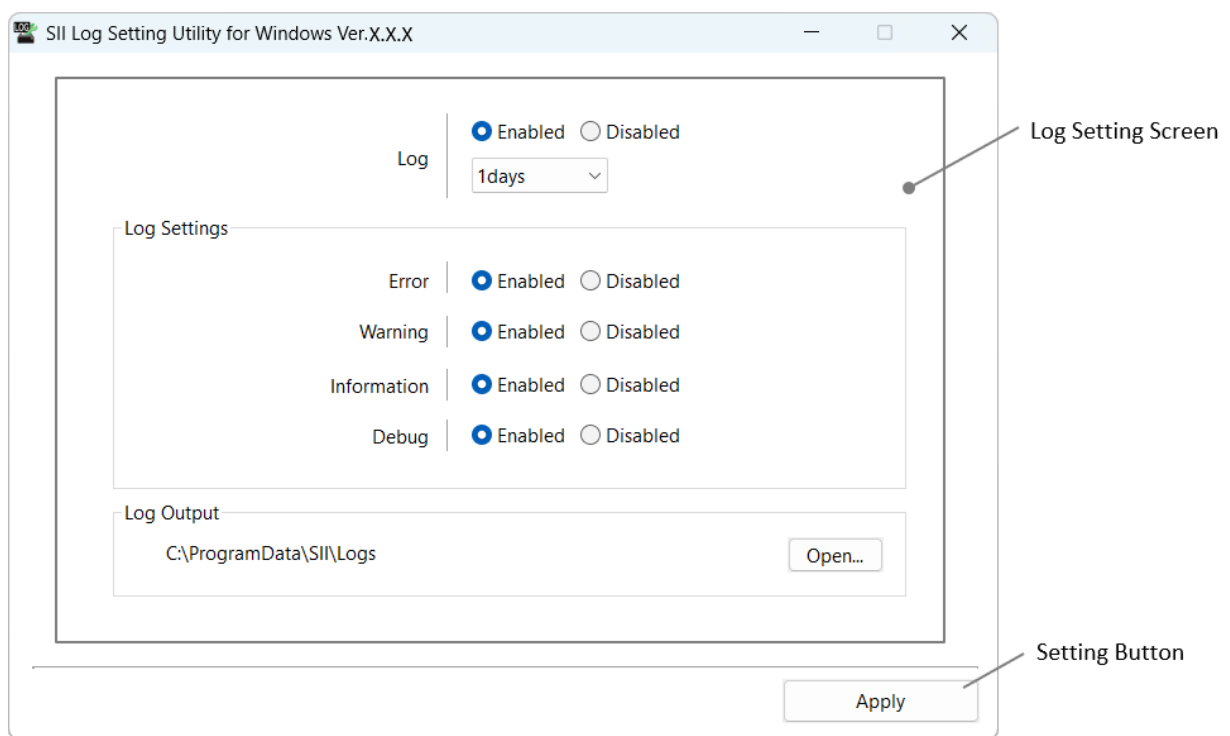 LOG
SII Log Setting Utility for Windows Ver.X.X.X
Log Setting Screen
Enabled Disabled
Log
1days
Log Settings
Error Enabled Disabled
Warning Enabled Disabled
Information Enabled Disabled
Debug Enabled Disabled
Log Output
C:\ProgramData\SII\Logs Open...
Setting Button
Apply